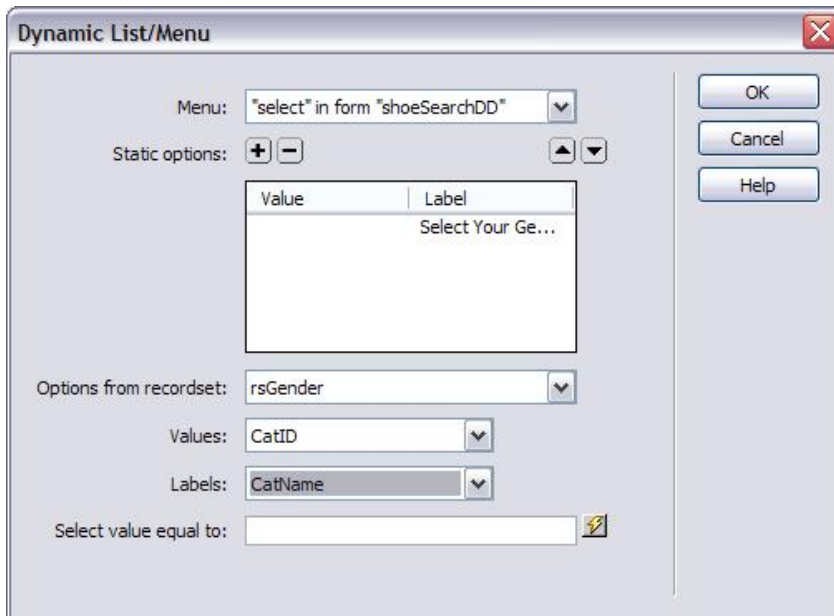 Dynamic List/Menu
Menu: "select" in form "shoeSearchDD"
OK
Static options:
Cancel
Help
Value Label
Select Your Ge...
Options from recordset: rsGender
Values: CatID
Labels: CatName
Select value equal to: